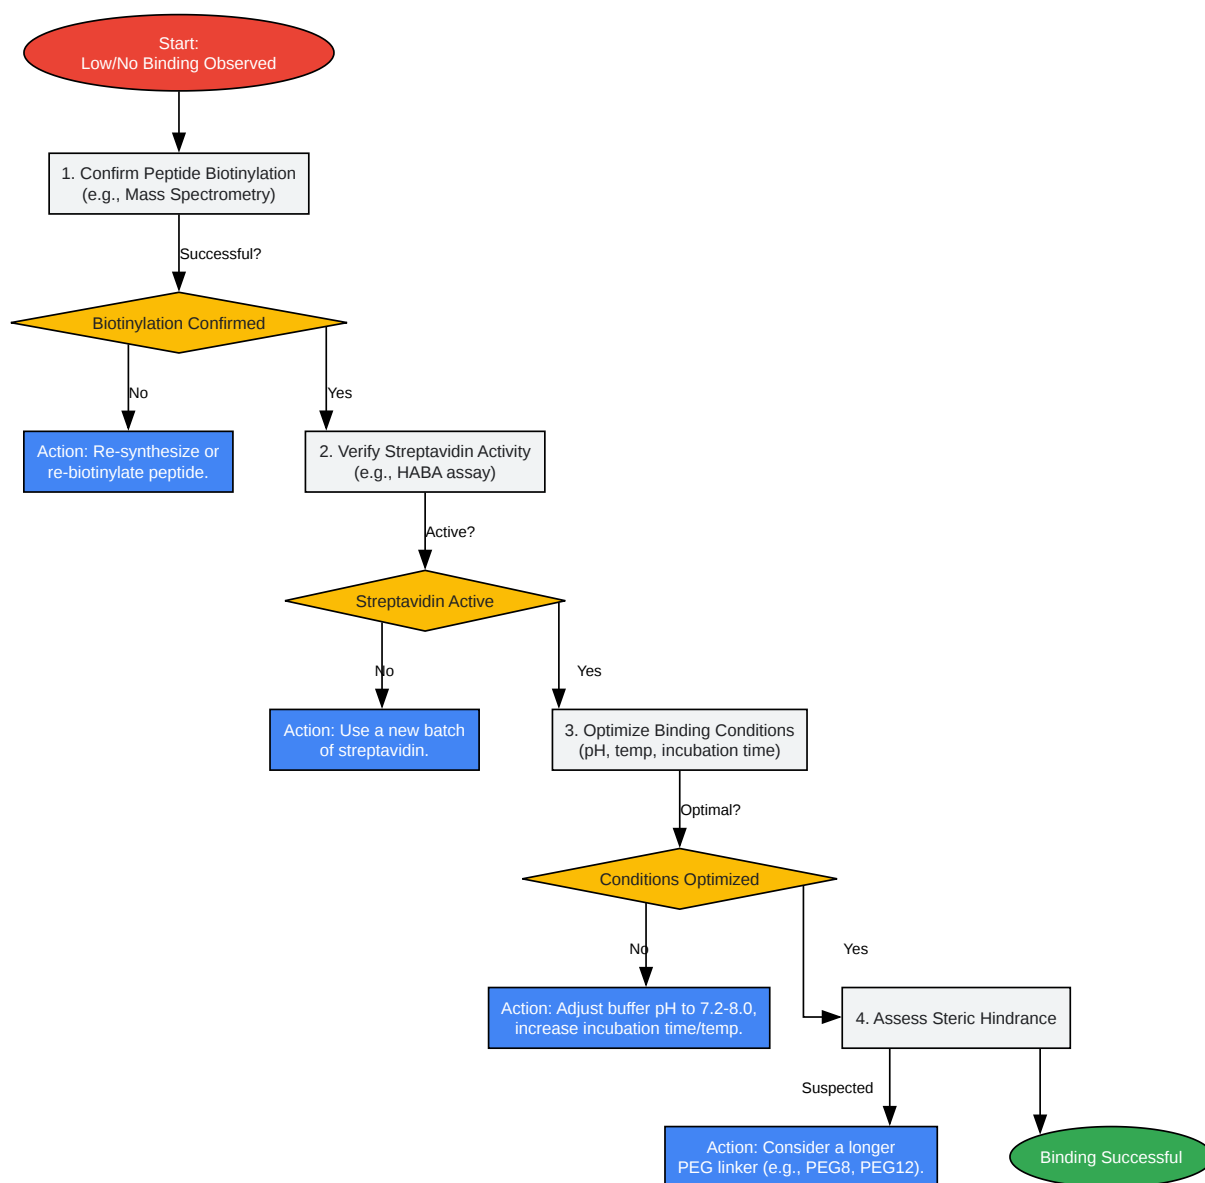 Start:
Low/No Binding Observed
1. Confirm Peptide Biotinylation
(e.g., Mass Spectrometry)
Successful?
Biotinylation Confirmed
No
Yes
Action: Re-synthesize or
re-biotinylate peptide.
2. Verify Streptavidin Activity
(e.g., HABA assay)
Active?
Streptavidin Active
No
Yes
Action: Use a new batch
of streptavidin.
3. Optimize Binding Conditions
(pH, temp, incubation time)
Optimal?
Conditions Optimized
No
Yes
Action: Adjust buffer pH to 7.2-8.0,
increase incubation time/temp.
4. Assess Steric Hindrance
Suspected
Action: Consider a longer
PEG linker (e.g., PEG8, PEG12).
Binding Successful